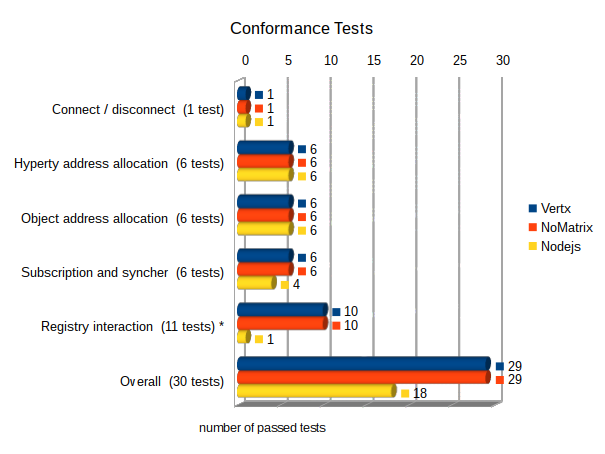 Conformance Tests
0 5 10 15 20 25 30
Connect / disconnect (1 test)
1
1
1
Hyperty address allocation (6 tests)
6
6
6
Object address allocation (6 tests)
6
6
6
Subscription and syncher (6 tests)
6
6
4
Registry interaction (11 tests) *
10
10
1
Overall (30 tests)
29
29
18
Vertx
NoMatrix
Nodejs
number of passed tests